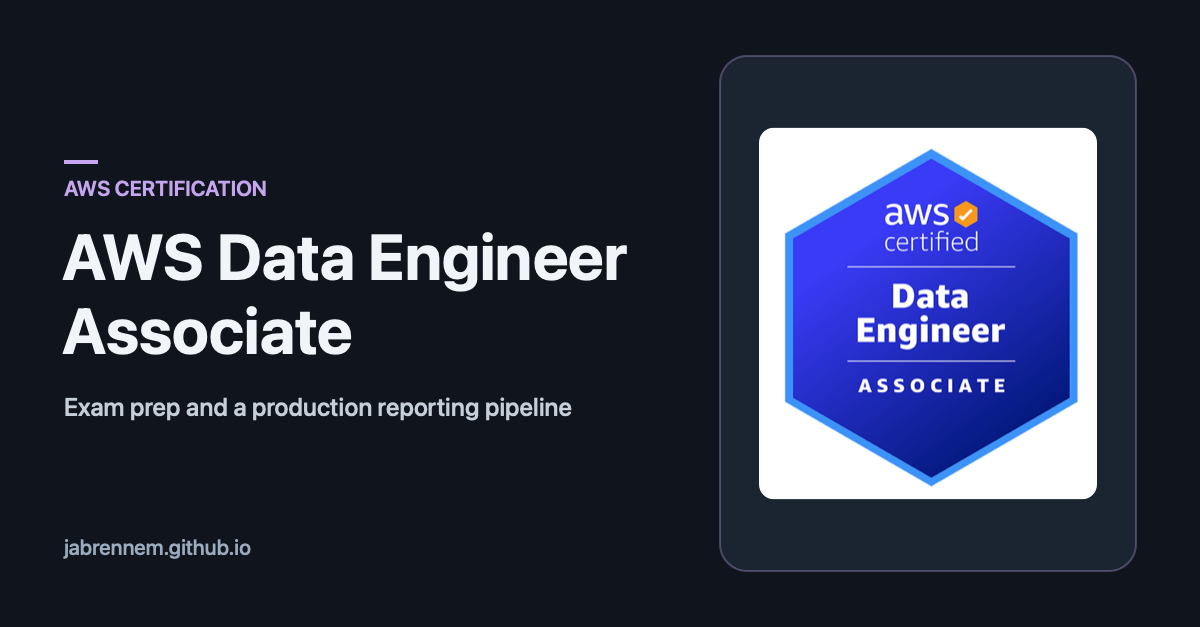 AWS CERTIFICATION
AWS Data Engineer
Associate
Exam prep and a production reporting pipeline
jabrennem.github.io
aws
certified
Data
Engineer
ASSOCIATE